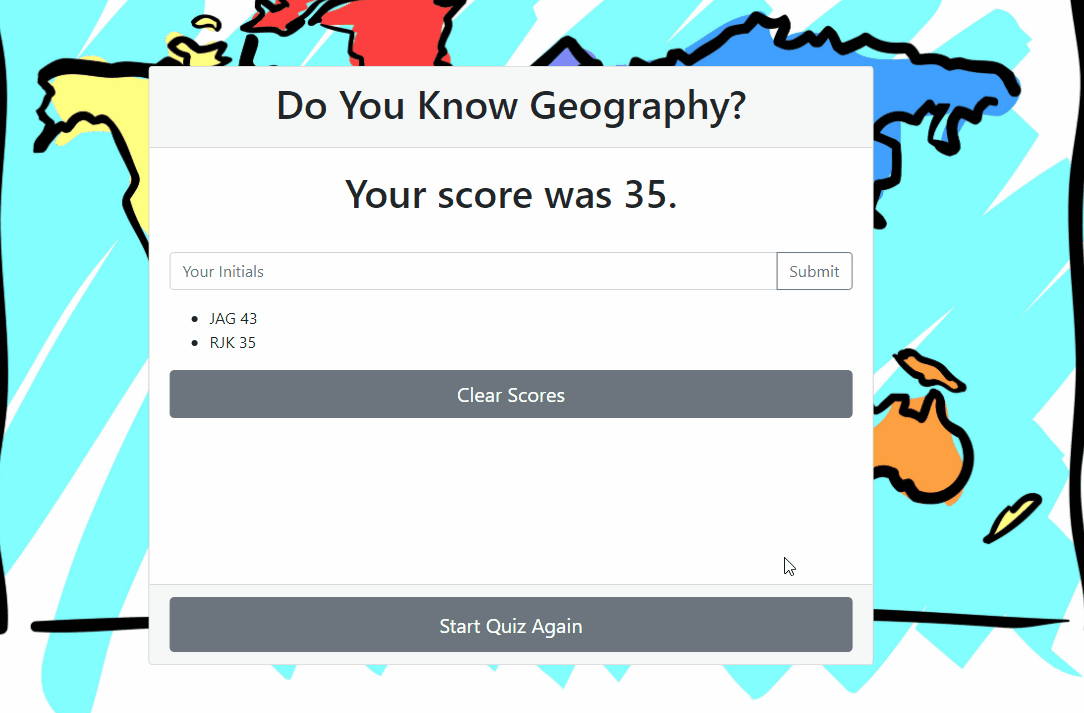 Do You Know Geography?
Your score was 35.
Your Initials
Submit
JAG 43
RJK 35
Clear Scores
Start Quiz Again